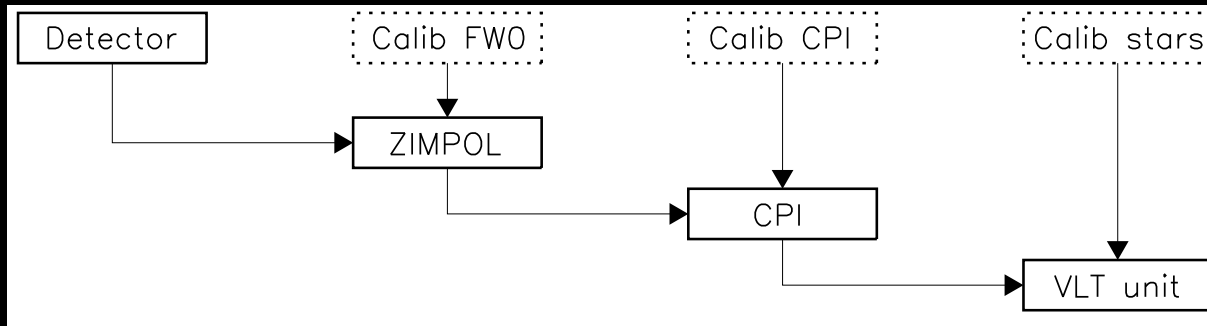 Detector
Calib FW0
Calib CPI
Calib stars
ZIMPOL
CPI
VLT unit